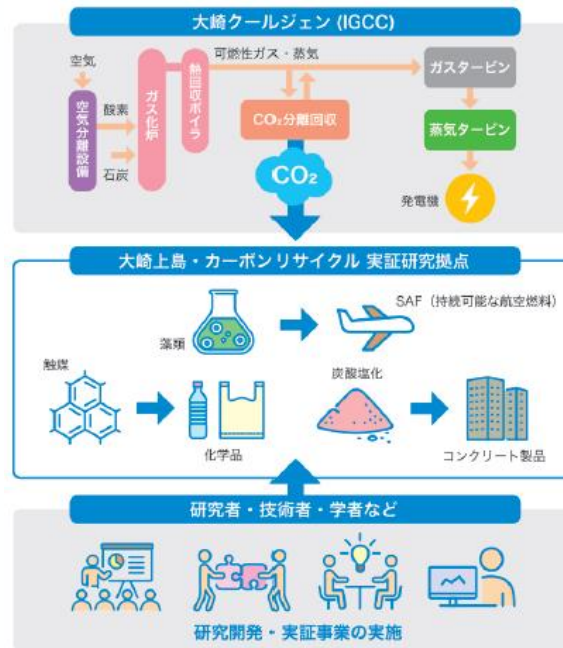 大崎クールジェン (IGCC)
空気
空気分離設備
酸素
石炭
ガス化炉
熱回収ボイラ
可燃性ガス・蒸気
CO₂分離回収
CO₂
ガスタービン
蒸気タービン
発電機
大崎上島・カーボンリサイクル 実証研究拠点
藻類
SAF（持続可能な航空燃料）
触媒
化学品
炭酸塩化
コンクリート製品
研究者・技術者・学者など
研究開発・実証事業の実施